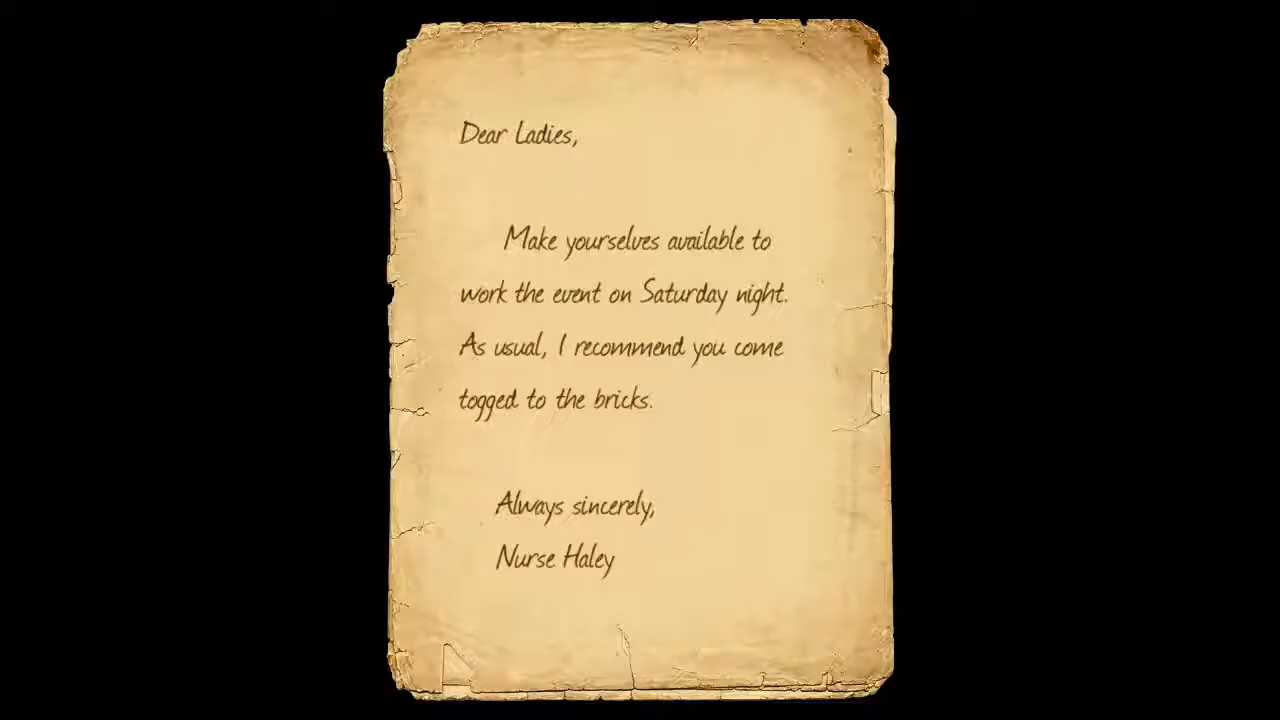 Dear Ladies,
Make yourselves available to
work the event on Saturday night.
As usual, I recommend you come
togged to the bricks.
Always sincerely,
Nurse Haley